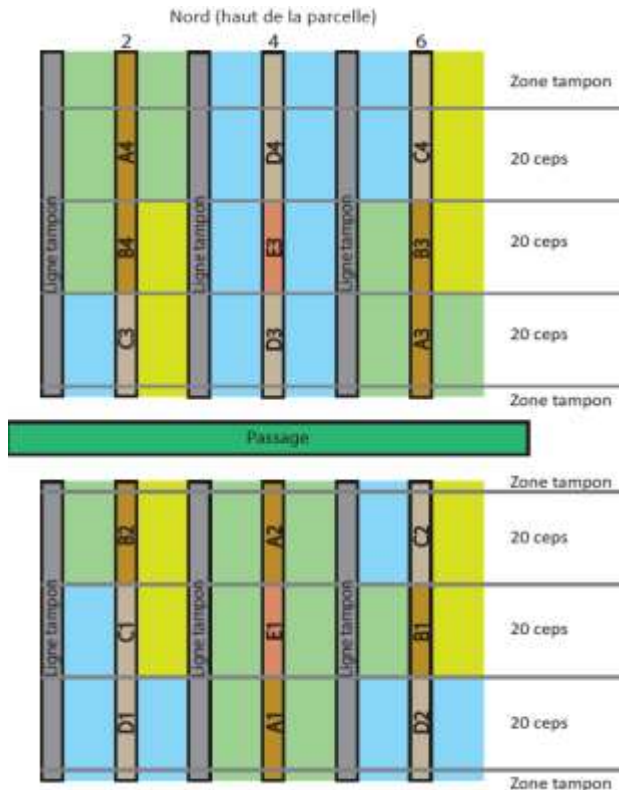 Nord (haut de la parcelle)
2 4 6
Zone tampon
A4 D4 C4 20 ceps
Ligne tampon Ligne tampon Ligne tampon
B4 E3 B3 20 ceps
C3 D3 A3 20 ceps
Zone tampon
Passage
Zone tampon
B2 A2 C2 20 ceps
Ligne tampon Ligne tampon Ligne tampon
C1 E1 B1 20 ceps
D1 A1 D2 20 ceps
Zone tampon